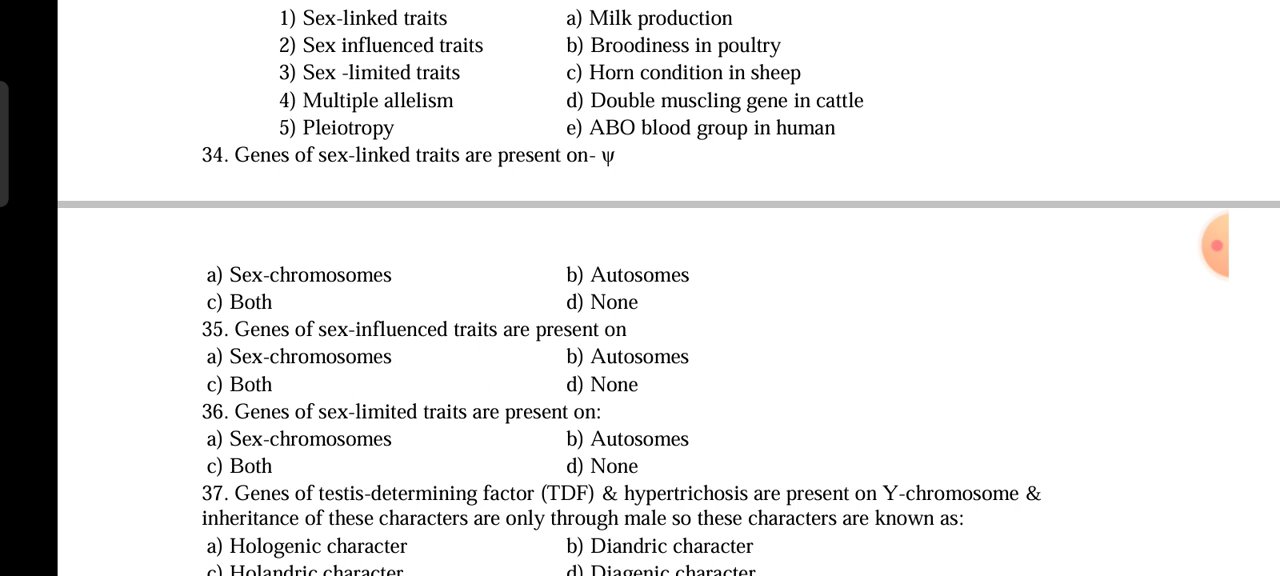 1) Sex-linked traits a) Milk production
2) Sex influenced traits b) Broodiness in poultry
3) Sex -limited traits c) Horn condition in sheep
4) Multiple allelism d) Double muscling gene in cattle
5) Pleiotropy e) ABO blood group in human
34. Genes of sex-linked traits are present on- ψ
a) Sex-chromosomes b) Autosomes
c) Both d) None
35. Genes of sex-influenced traits are present on
a) Sex-chromosomes b) Autosomes
c) Both d) None
36. Genes of sex-limited traits are present on:
a) Sex-chromosomes b) Autosomes
c) Both d) None
37. Genes of testis-determining factor (TDF) & hypertrichosis are present on Y-chromosome &
inheritance of these characters are only through male so these characters are known as:
a) Hologenic character b) Diandric character
c) Holandric character d) Diagenic character